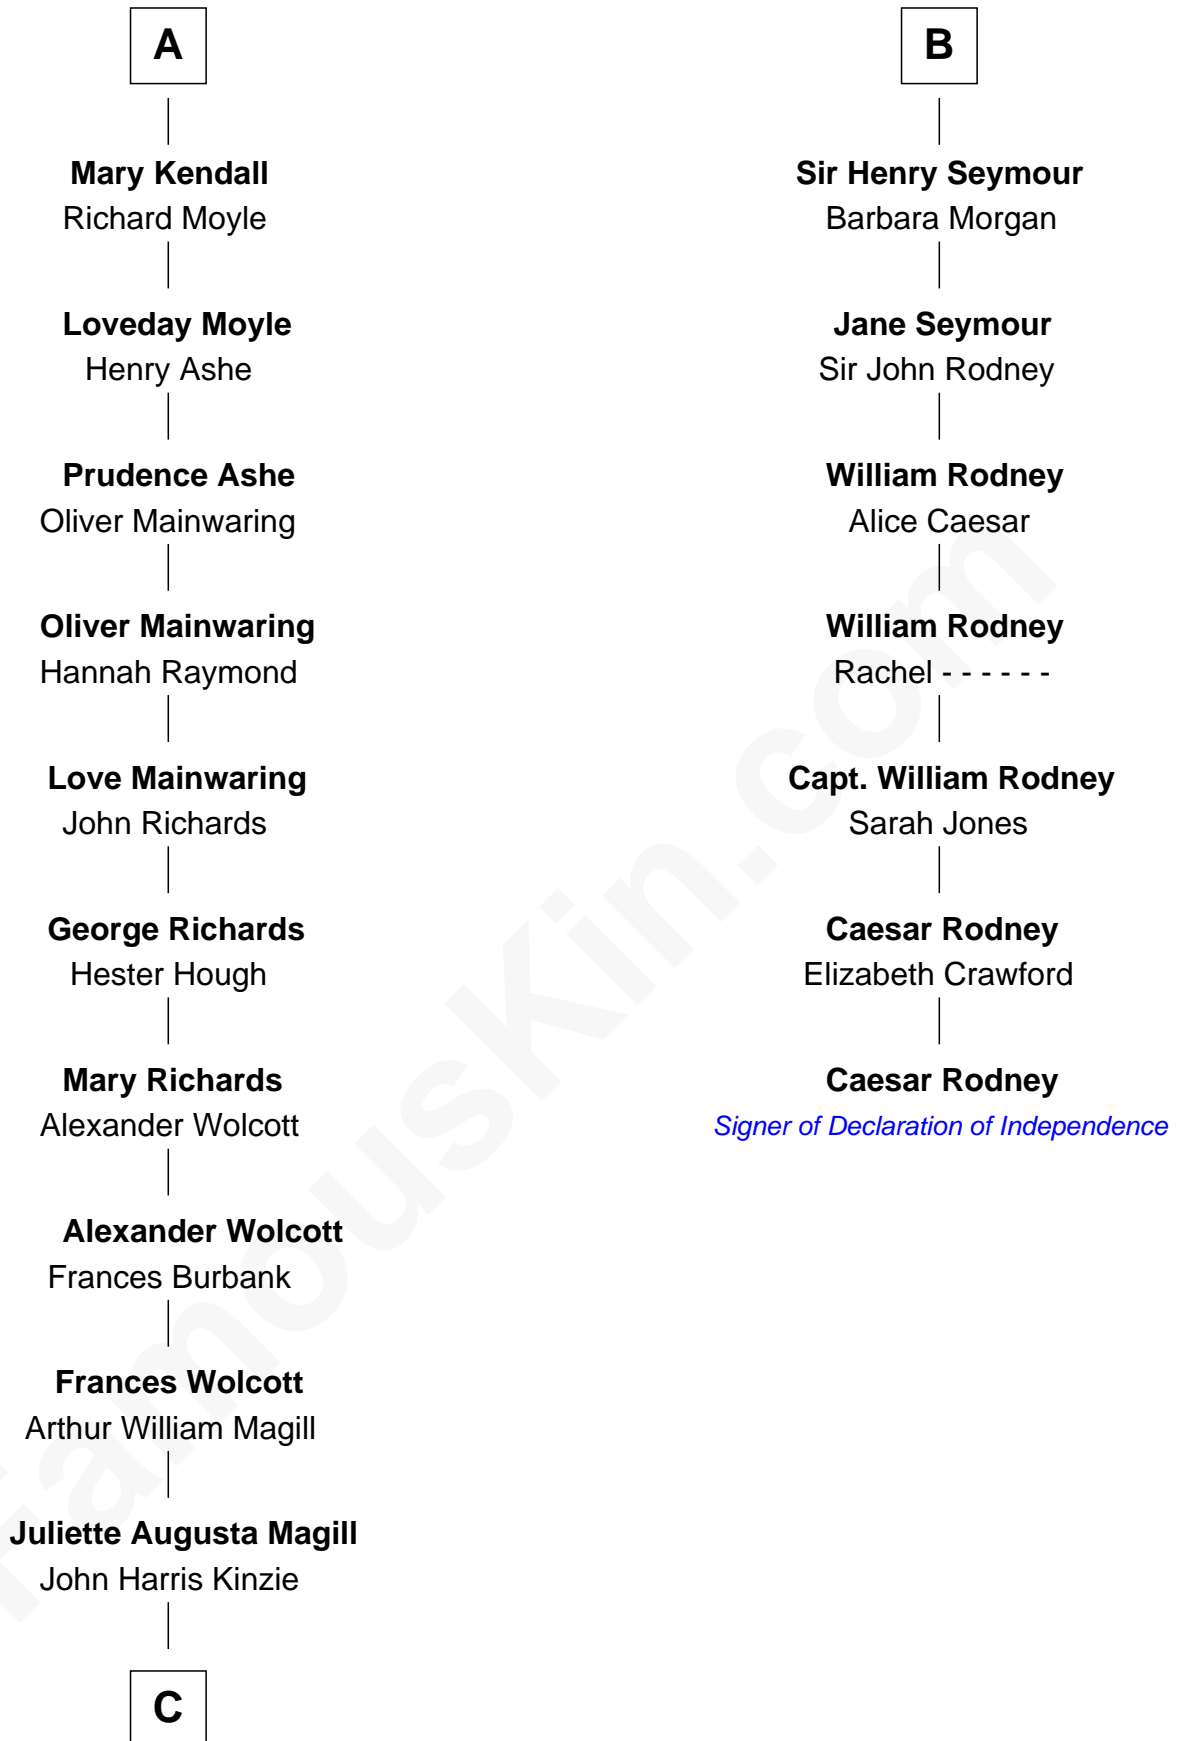 A
Mary Kendall
Richard Moyle
Loveday Moyle
Henry Ashe
Prudence Ashe
Oliver Mainwaring
Oliver Mainwaring
Hannah Raymond
Love Mainwaring
John Richards
George Richards
Hester Hough
Mary Richards
Alexander Wolcott
Alexander Wolcott
Frances Burbank
Frances Wolcott
Arthur William Magill
Juliette Augusta Magill
John Harris Kinzie
C
B
Sir Henry Seymour
Barbara Morgan
Jane Seymour
Sir John Rodney
William Rodney
Alice Caesar
William Rodney
Rachel - - - - - -
Capt. William Rodney
Sarah Jones
Caesar Rodney
Elizabeth Crawford
Caesar Rodney
Signer of Declaration of Independence
FamousKin.com